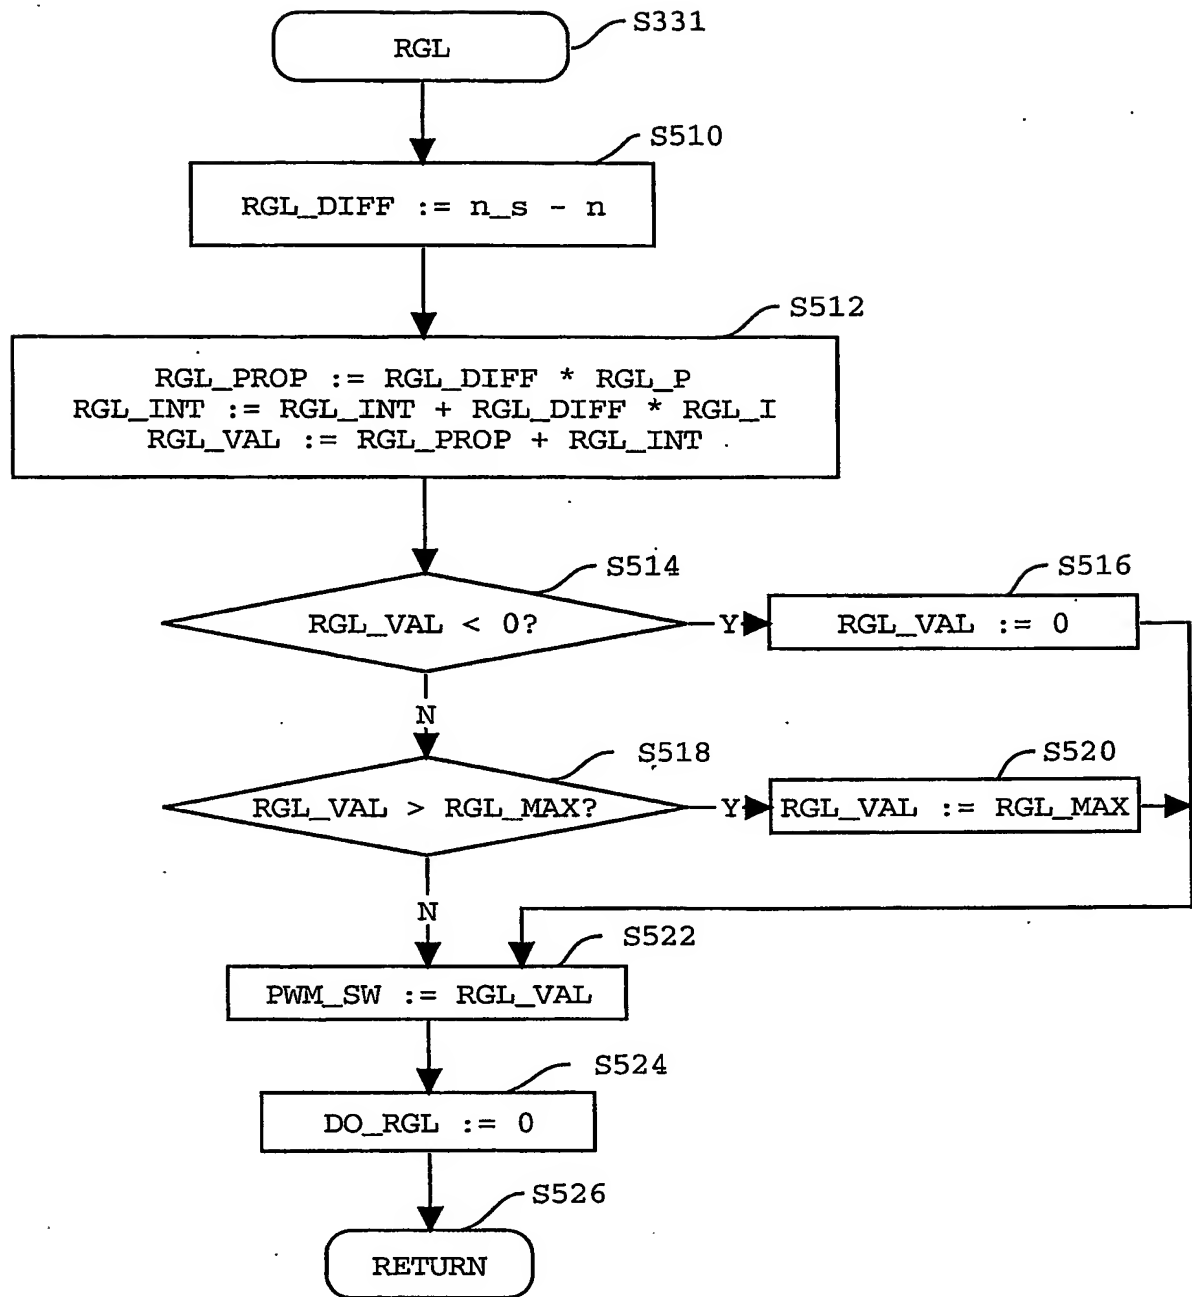 RGL
S331
S510
RGL_DIFF := n_s - n
S512
RGL_PROP := RGL_DIFF * RGL_P
RGL_INT := RGL_INT + RGL_DIFF * RGL_I
RGL_VAL := RGL_PROP + RGL_INT
S514
RGL_VAL < 0?
Y
S516
RGL_VAL := 0
N
S518
RGL_VAL > RGL_MAX?
Y
S520
RGL_VAL := RGL_MAX
N
S522
PWM_SW := RGL_VAL
S524
DO_RGL := 0
S526
RETURN